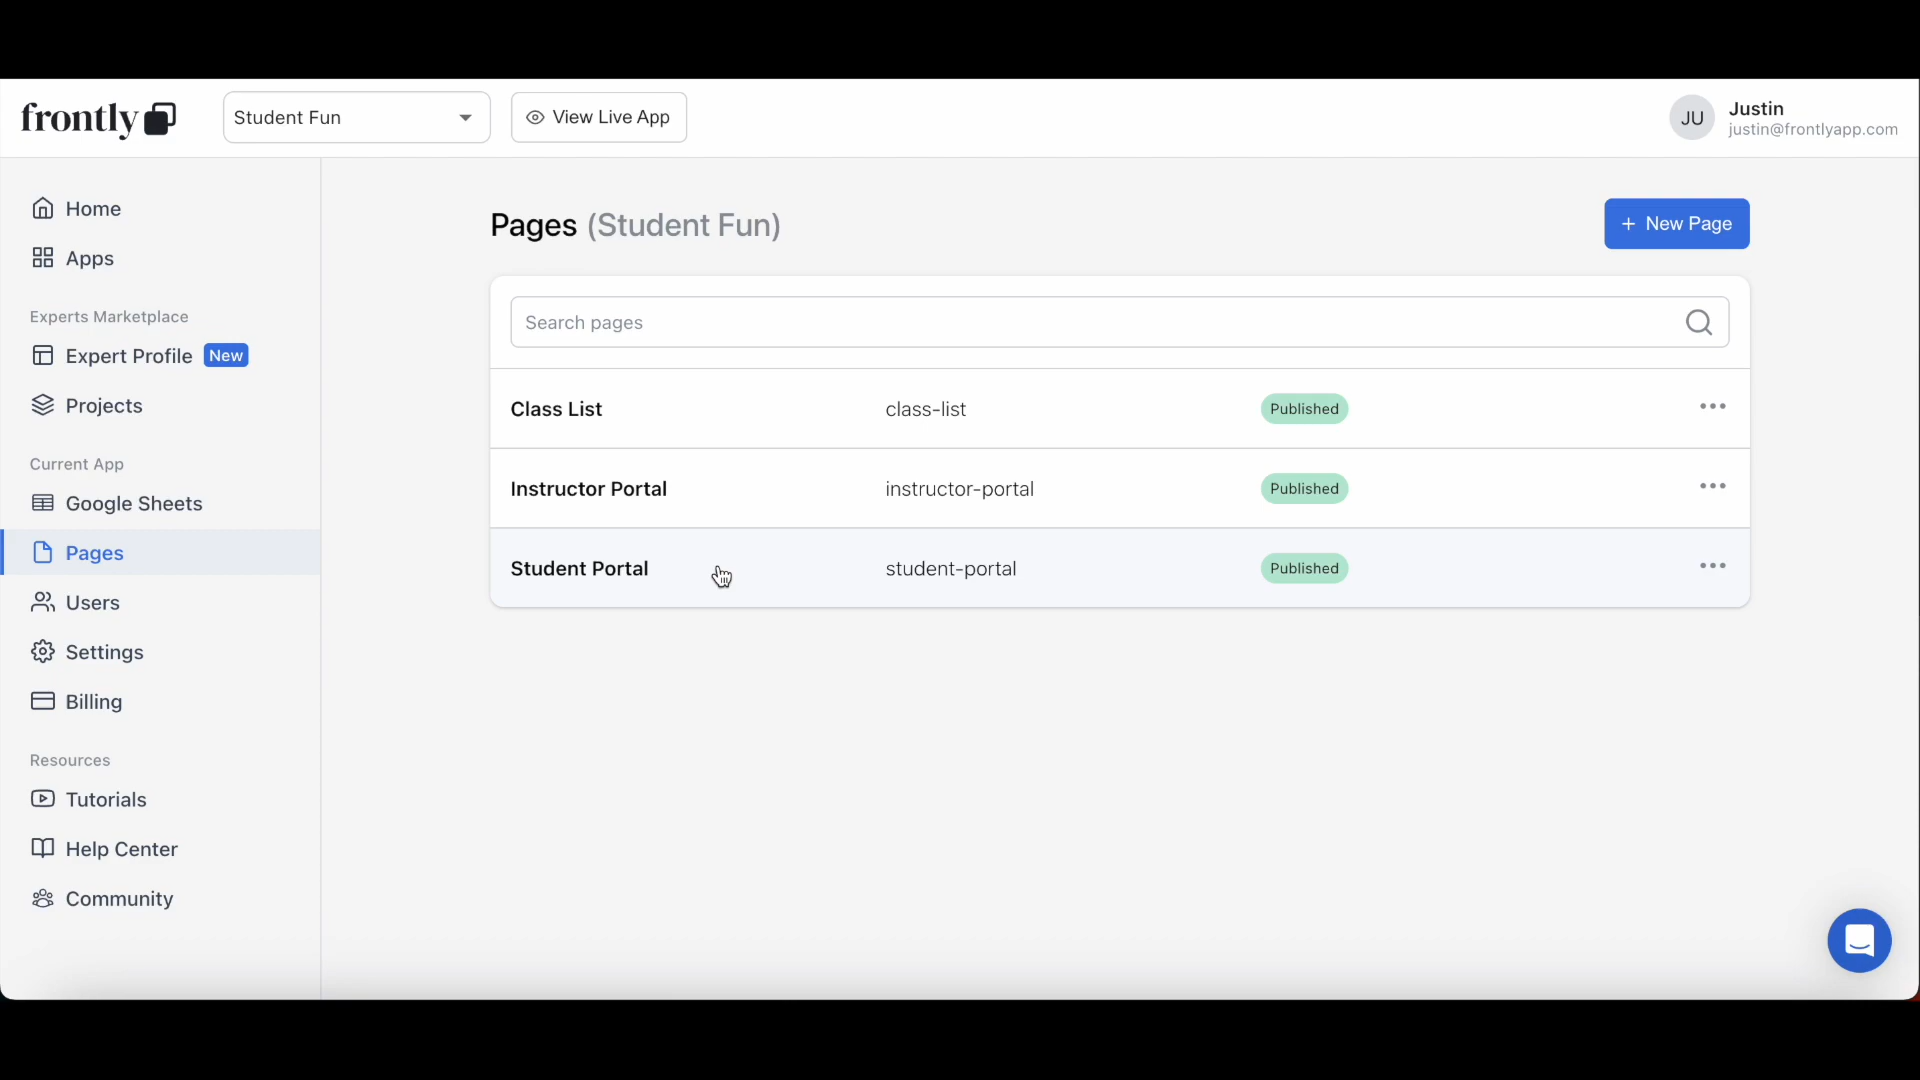 frontly
Student Fun
View Live App
JU
Justin
justin@frontlyapp.com
Home
Apps
Experts Marketplace
Expert Profile New
Projects
Current App
Google Sheets
Pages
Users
Settings
Billing
Resources
Tutorials
Help Center
Community
Pages (Student Fun)
+ New Page
Search pages
Class List class-list Published
Instructor Portal instructor-portal Published
Student Portal student-portal Published